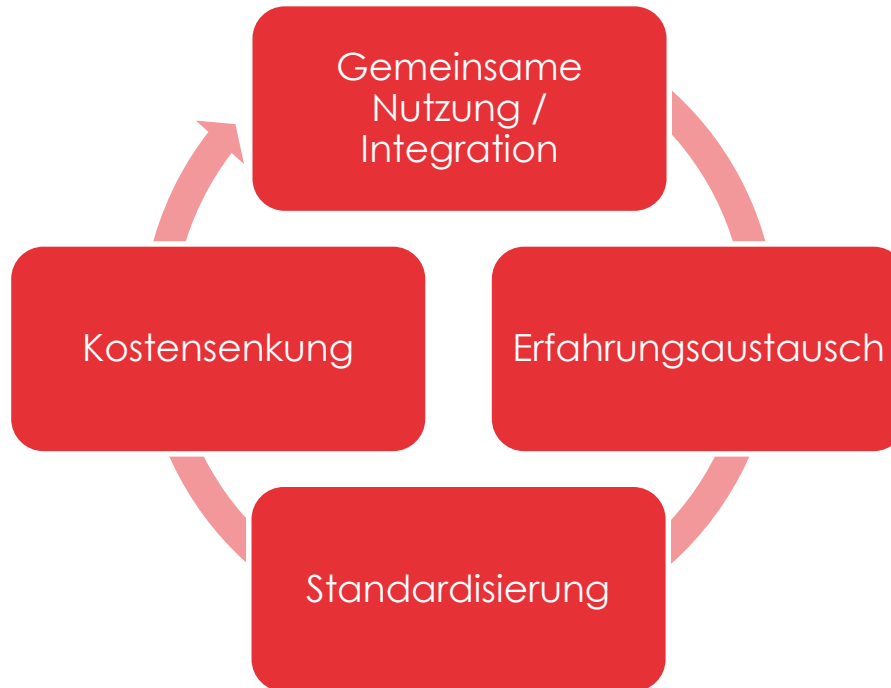 Gemeinsame
Nutzung /
Integration
Kostensenkung
Erfahrungsaustausch
Standardisierung